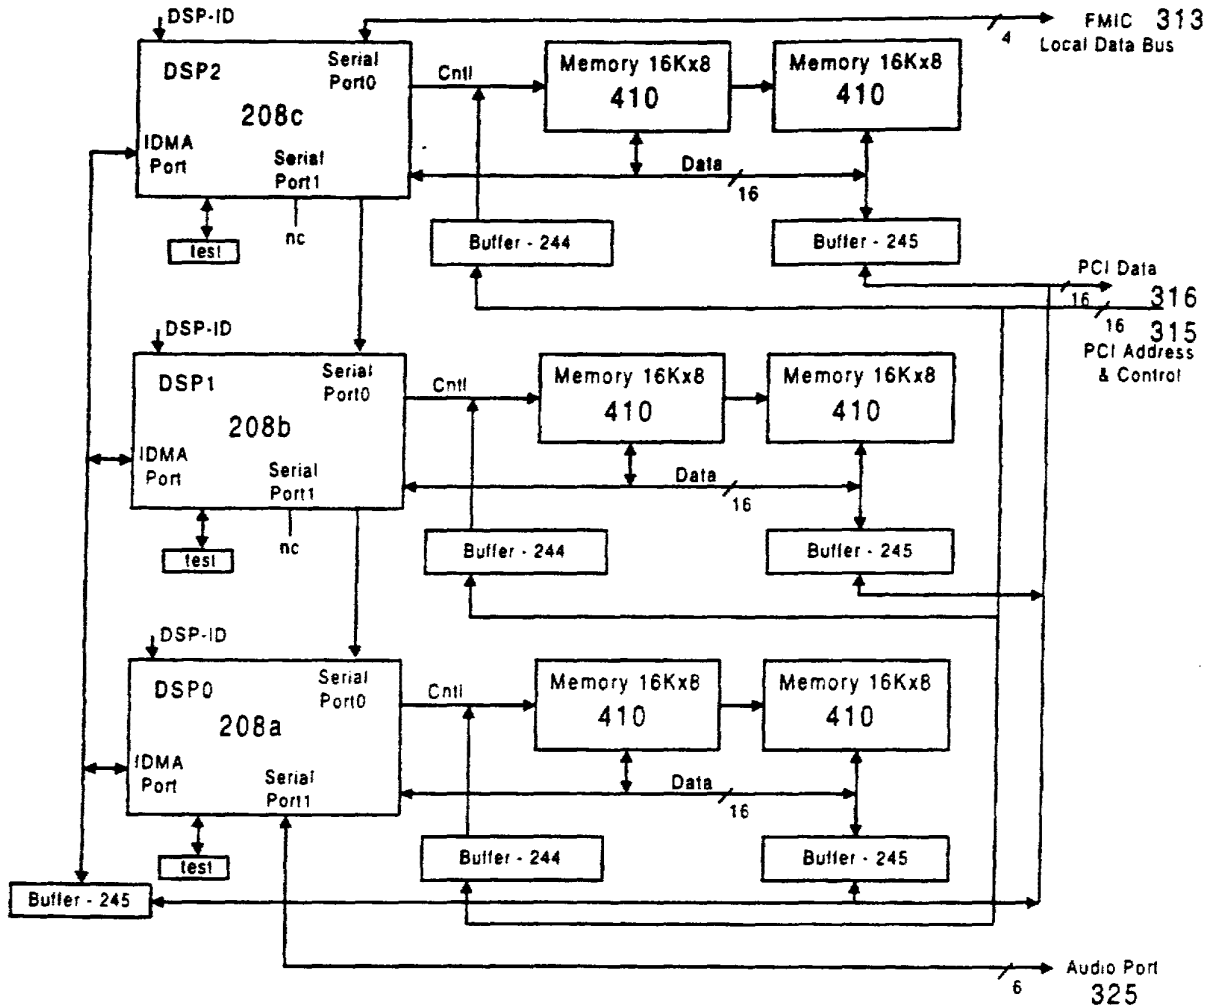 DSP-ID
FMIC 313
4
Local Data Bus
DSP2
Serial
Port0
Cntl
Memory 16Kx8
410
Memory 16Kx8
410
208c
IDMA
Port
Serial
Port1
Data
16
test
nc
Buffer - 244
Buffer - 245
PCI Data
16
316
16
315
PCI Address
& Control
DSP-ID
DSP1
Serial
Port0
Cntl
Memory 16Kx8
410
Memory 16Kx8
410
208b
IDMA
Port
Serial
Port1
Data
16
test
nc
Buffer - 244
Buffer - 245
DSP-ID
DSP0
Serial
Port0
Cntl
Memory 16Kx8
410
Memory 16Kx8
410
208a
IDMA
Port
Serial
Port1
Data
16
test
Buffer - 244
Buffer - 245
Buffer - 245
6
Audio Port
325